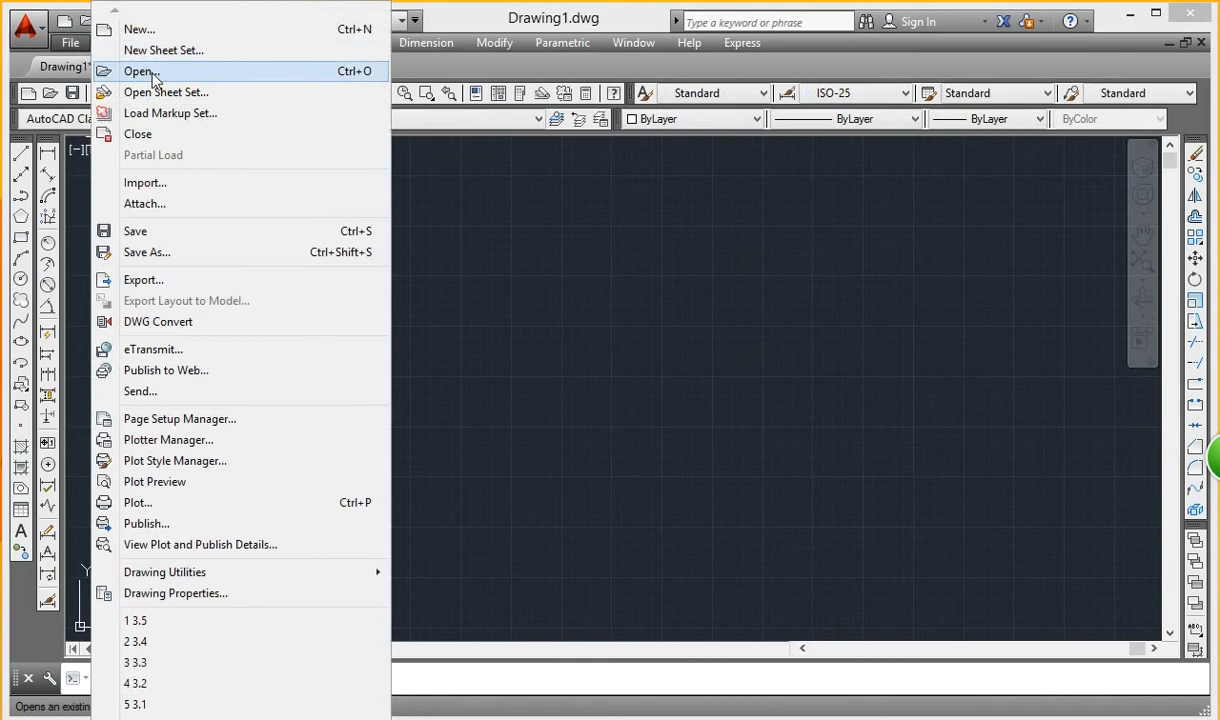 Drawing1.dwg
Type a keyword or phrase
Sign In
File
Dimension Modify Parametric Window Help Express
Drawing1*
Standard ISO-25 Standard Standard
ByLayer ByLayer ByLayer ByColor
New... Ctrl+N
New Sheet Set...
Open... Ctrl+O
Open Sheet Set...
Load Markup Set...
Close
Partial Load
Import...
Attach...
Save Ctrl+S
Save As... Ctrl+Shift+S
Export...
Export Layout to Model...
DWG Convert
eTransmit...
Publish to Web...
Send...
Page Setup Manager...
Plotter Manager...
Plot Style Manager...
Plot Preview
Plot... Ctrl+P
Publish...
View Plot and Publish Details...
Drawing Utilities
Drawing Properties...
1 3.5
2 3.4
3 3.3
4 3.2
5 3.1
AutoCAD Cla
[−]
Y
Opens an existin